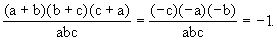 (a + b)(b + c)(c + a) / abc = (−c)(−a)(−b) / abc = −1.